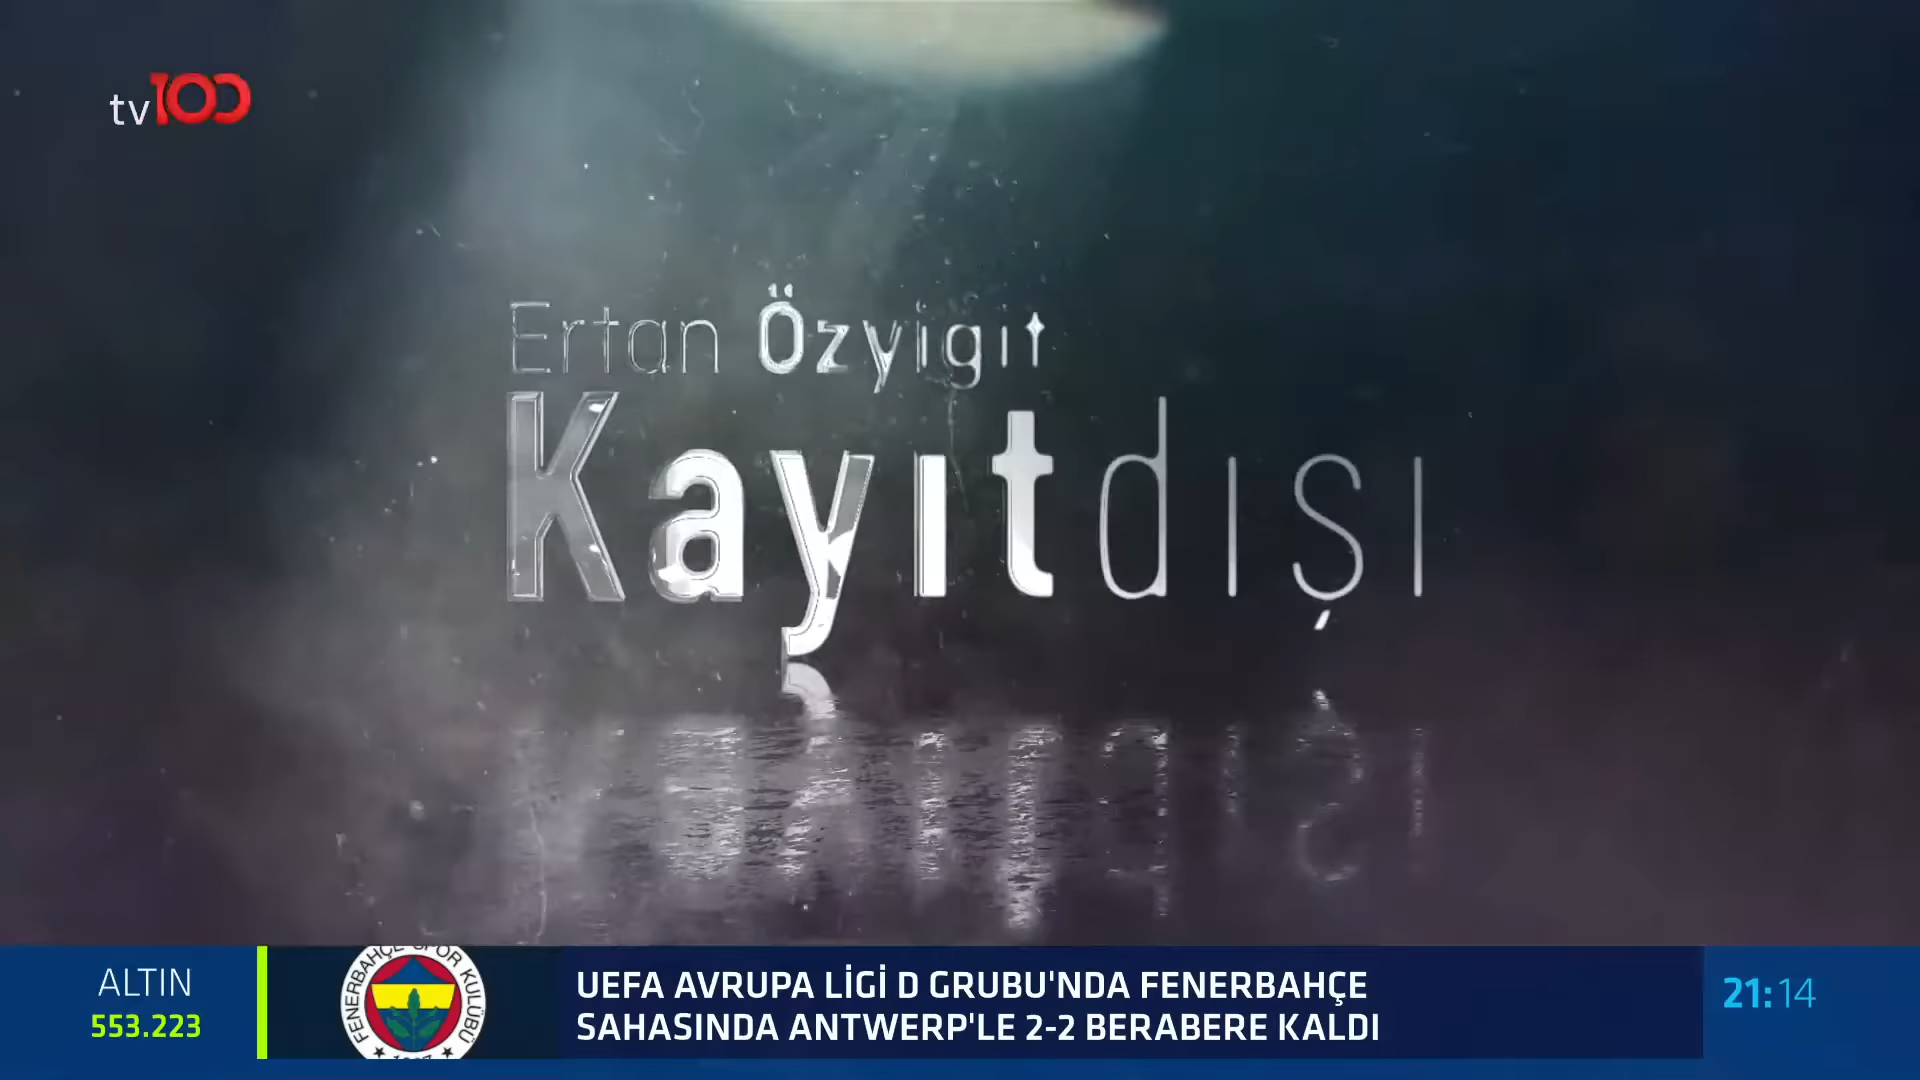 tv100
Ertan Özyigit
Kayıtdışı
ALTIN
553.223
FENERBAHÇE SPOR KULÜBÜ
UEFA AVRUPA LİGİ D GRUBU'NDA FENERBAHÇE
SAHASINDA ANTWERP'LE 2-2 BERABERE KALDI
21:14